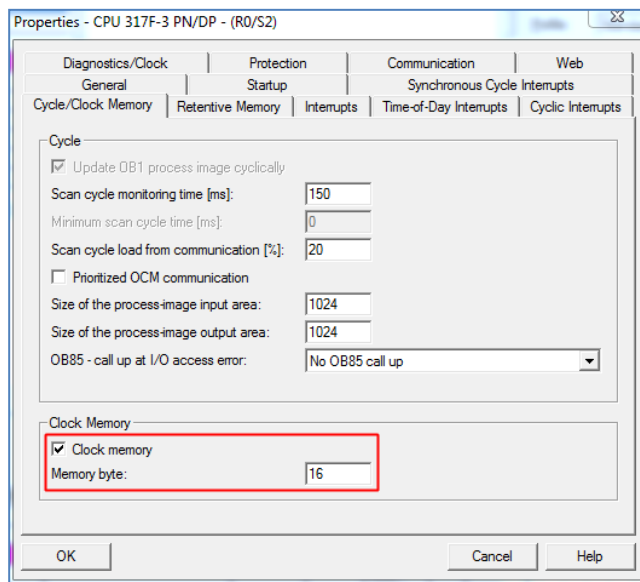 Properties - CPU 317F-3 PN/DP - (R0/S2)
Diagnostics/Clock Protection Communication Web
General Startup Synchronous Cycle Interrupts
Cycle/Clock Memory Retentive Memory Interrupts Time-of-Day Interrupts Cyclic Interrupts
Cycle
Update OB1 process image cyclically
Scan cycle monitoring time [ms]: 150
Minimum scan cycle time [ms]: 0
Scan cycle load from communication [%]: 20
Prioritized OCM communication
Size of the process-image input area: 1024
Size of the process-image output area: 1024
OB85 - call up at I/O access error: No OB85 call up
Clock Memory
Clock memory
Memory byte: 16
OK Cancel Help